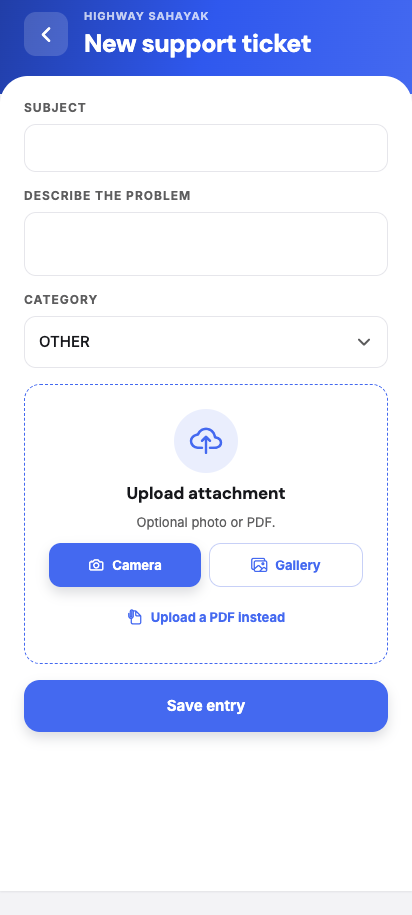 HIGHWAY SAHAYAK
New support ticket
SUBJECT
DESCRIBE THE PROBLEM
CATEGORY
OTHER
Upload attachment
Optional photo or PDF.
Camera
Gallery
Upload a PDF instead
Save entry